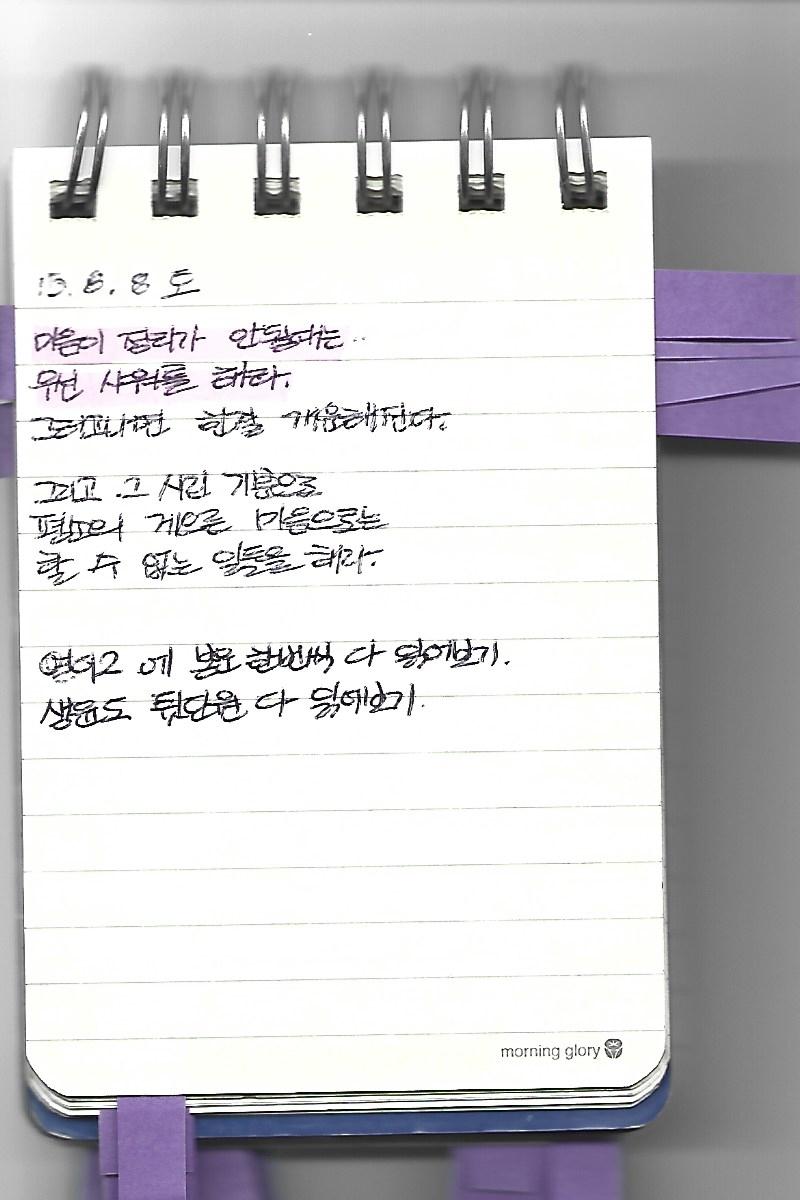 15.8.8 토
마음이 정리가 안될때는..
우선 샤워를 해라.
그러고나면 한결 개운해진다.
그리고 그 시린 기분으로
평소의 게으른 마음으로는
할 수 없는 일들을 해라.
영어2 에 본문 한번씩 다 읽어보기.
생윤도 뒷단원 다 읽어보기.
morning glory